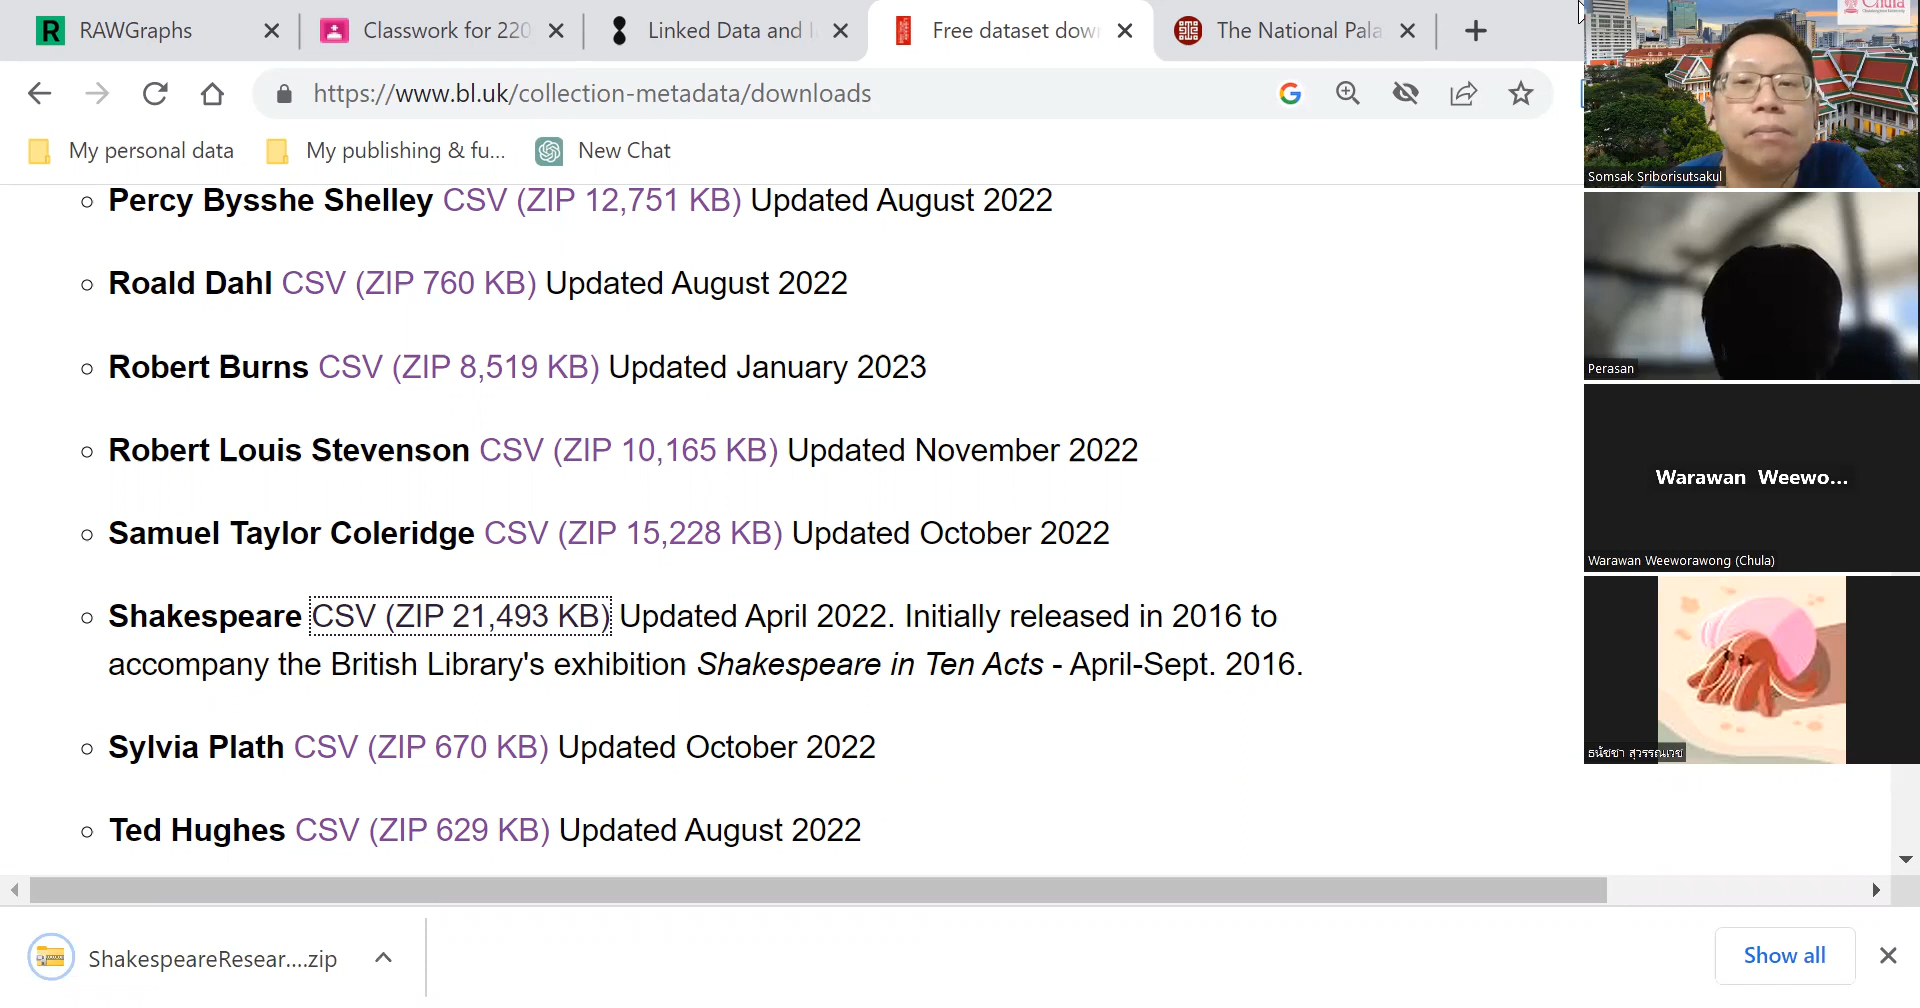 RAWGraphs
Classwork for 220
Linked Data and
Free dataset dow
The National Pala
https://www.bl.uk/collection-metadata/downloads
My personal data
My publishing & fu...
New Chat
Percy Bysshe Shelley CSV (ZIP 12,751 KB) Updated August 2022
Roald Dahl CSV (ZIP 760 KB) Updated August 2022
Robert Burns CSV (ZIP 8,519 KB) Updated January 2023
Robert Louis Stevenson CSV (ZIP 10,165 KB) Updated November 2022
Samuel Taylor Coleridge CSV (ZIP 15,228 KB) Updated October 2022
Shakespeare CSV (ZIP 21,493 KB) Updated April 2022. Initially released in 2016 to
accompany the British Library's exhibition Shakespeare in Ten Acts - April-Sept. 2016.
Sylvia Plath CSV (ZIP 670 KB) Updated October 2022
Ted Hughes CSV (ZIP 629 KB) Updated August 2022
ShakespeareResear....zip
Show all
Chula
Somsak Sriborisutsakul
Perasan
Warawan Weewo...
Warawan Weeworawong (Chula)
ธนัชชา สุวรรณเวช